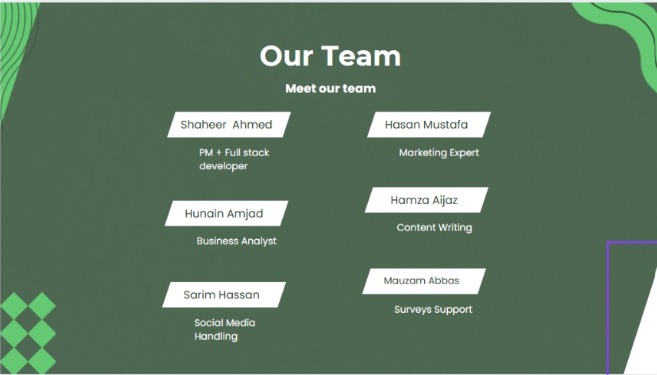 Our Team
Meet our team
Shaheer Ahmed
PM + Full stack
developer
Hunain Amjad
Business Analyst
Sarim Hassan
Social Media
Handling
Hasan Mustafa
Marketing Expert
Hamza Aijaz
Content Writing
Mauzam Abbas
Surveys Support